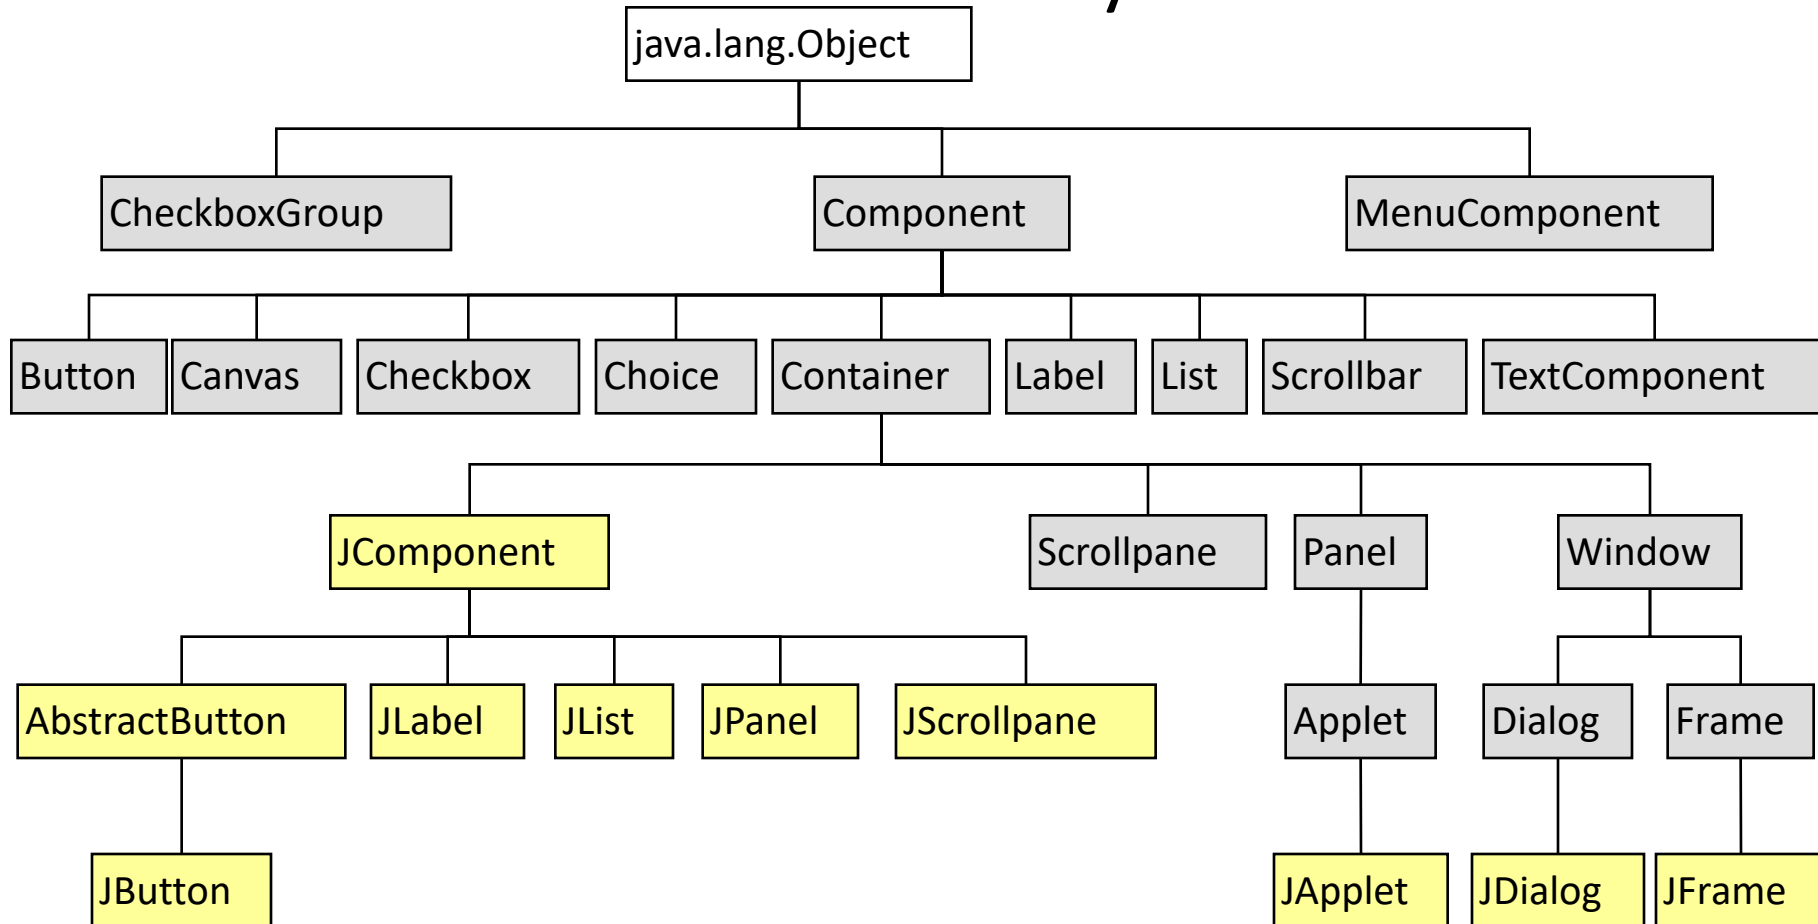 java.lang.Object
CheckboxGroup
Component
MenuComponent
Button
Canvas
Checkbox
Choice
Container
Label
List
Scrollbar
TextComponent
JComponent
Scrollpane
Panel
Window
AbstractButton
JLabel
JList
JPanel
JScrollpane
Applet
Dialog
Frame
JButton
JApplet
JDialog
JFrame